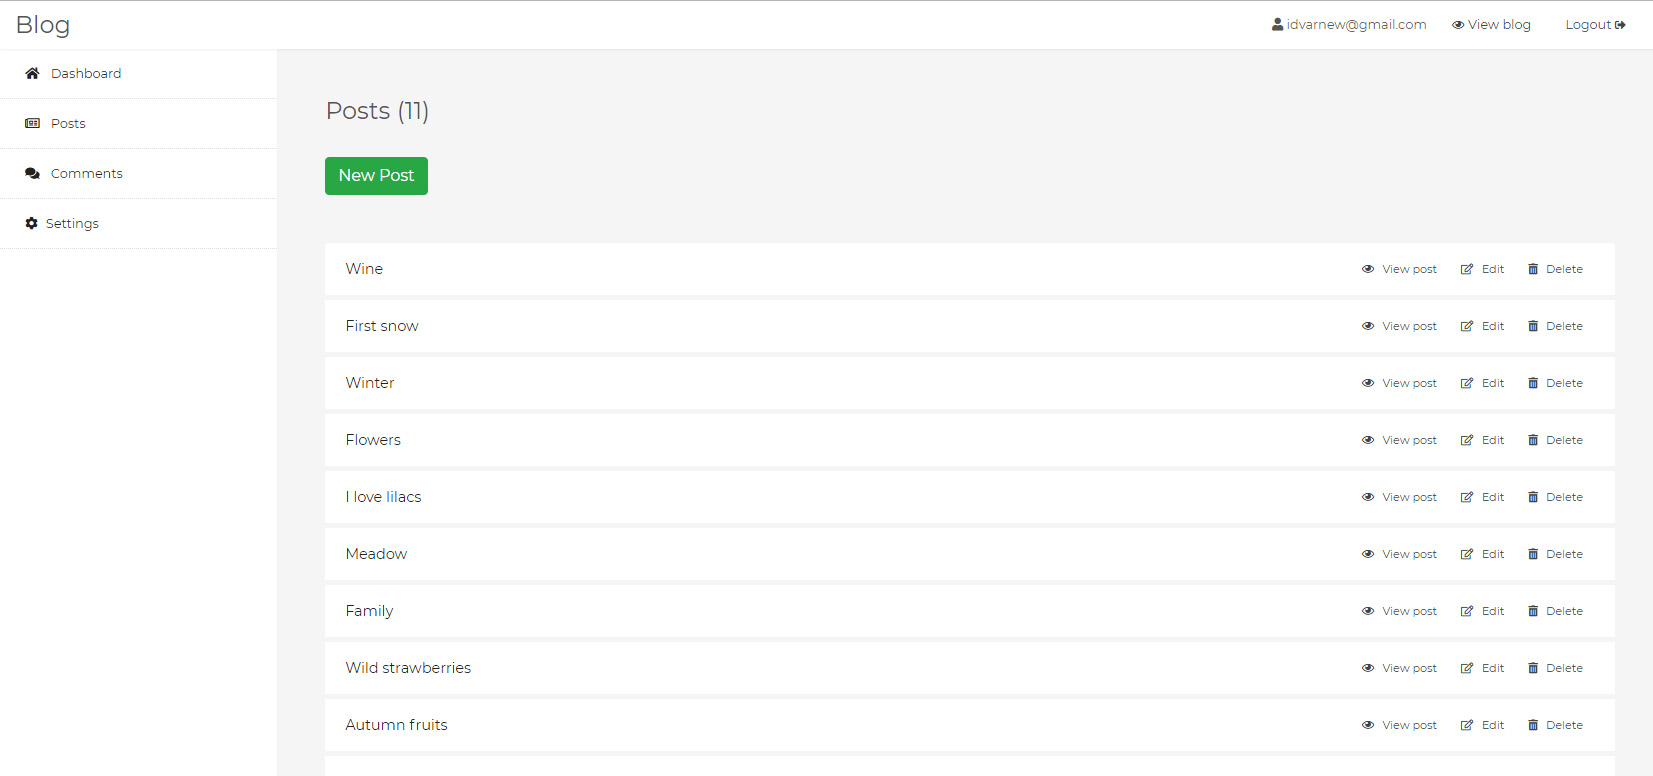 Blog
idvarnew@gmail.com View blog Logout
Dashboard
Posts
Comments
Settings
Posts (11)
New Post
Wine View post Edit Delete
First snow View post Edit Delete
Winter View post Edit Delete
Flowers View post Edit Delete
I love lilacs View post Edit Delete
Meadow View post Edit Delete
Family View post Edit Delete
Wild strawberries View post Edit Delete
Autumn fruits View post Edit Delete